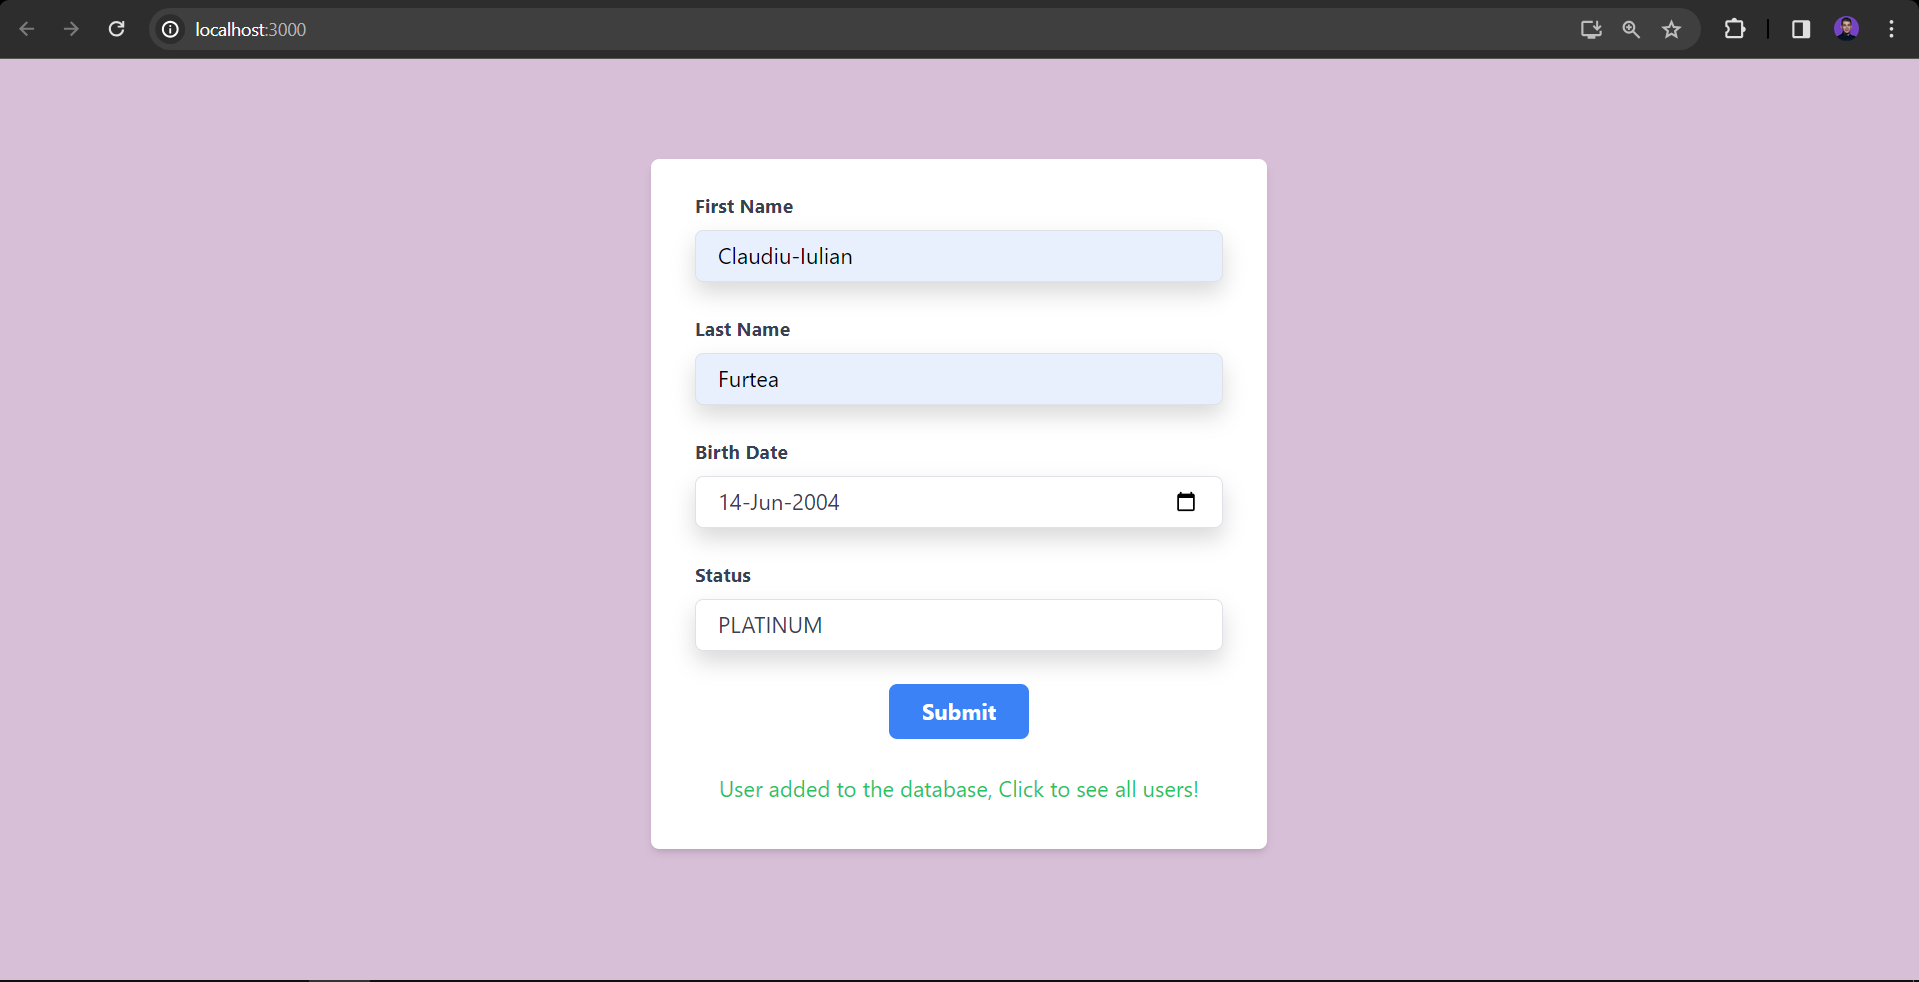 localhost:3000
First Name
Claudiu-Iulian
Last Name
Furtea
Birth Date
14-Jun-2004
Status
PLATINUM
Submit
User added to the database, Click to see all users!